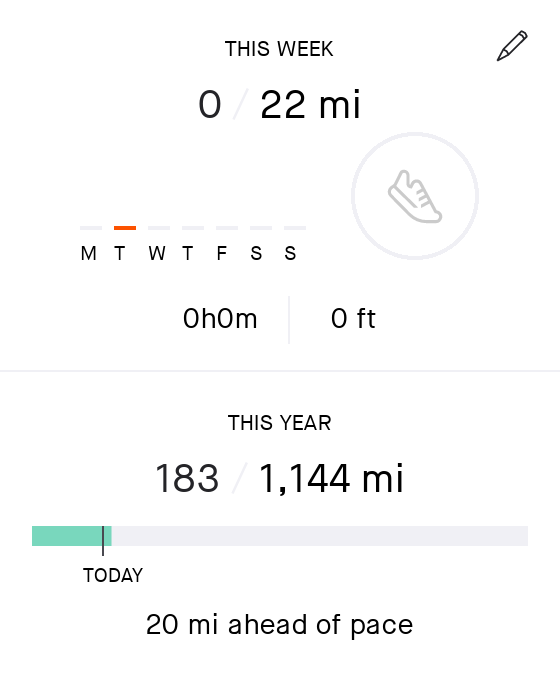 THIS WEEK
0 / 22 mi
M T W T F S S
0h0m 0 ft
THIS YEAR
183 / 1,144 mi
TODAY
20 mi ahead of pace